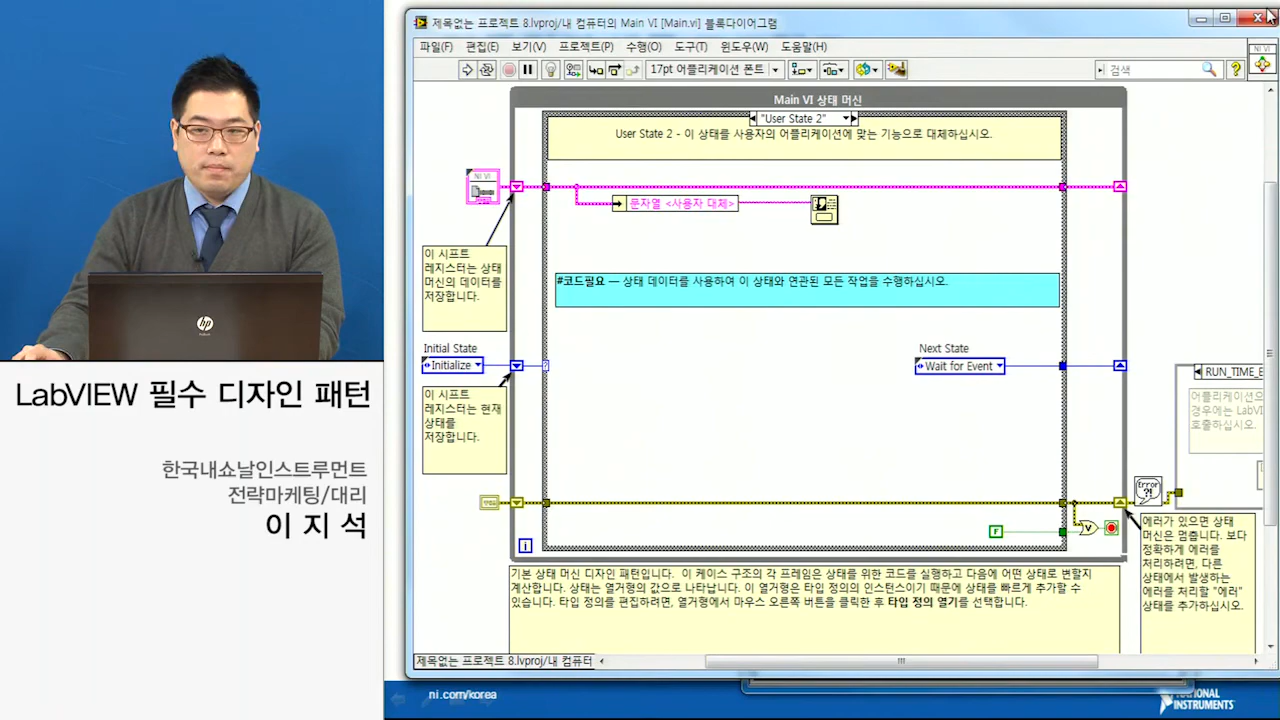 제목없는 프로젝트 8.lvproj/내 컴퓨터의 Main VI [Main.vi] 블록다이어그램
파일(F) 편집(E) 보기(V) 프로젝트(P) 수행(O) 도구(T) 윈도우(W) 도움말(H)
17pt 어플리케이션 폰트
검색
NI VI
Main VI 상태 머신
"User State 2"
User State 2 - 이 상태를 사용자의 어플리케이션에 맞는 기능으로 대체하십시오.
NI VI
문자열 <사용자 대체>
이 시프트
레지스터는 상태
머신의 데이터를
저장합니다.
#코드필요 — 상태 데이터를 사용하여 이 상태와 연관된 모든 작업을 수행하십시오.
Initial State
Initialize
Next State
Wait for Event
이 시프트
레지스터는 현재
상태를
저장합니다.
RUN_TIME_E
어플리케이션으
경우에는 LabVI
호출하십시오.
Error
?!
F
V
i
에러가 있으면 상태
머신은 멈춥니다. 보다
정확하게 에러를
처리하려면, 다른
상태에서 발생하는
에러를 처리할 "에러"
상태를 추가하십시오.
기본 상태 머신 디자인 패턴입니다. 이 케이스 구조의 각 프레임은 상태를 위한 코드를 실행하고 다음에 어떤 상태로 변할지
계산합니다. 상태는 열거형의 값으로 나타납니다. 이 열거형은 타입 정의의 인스턴스이기 때문에 상태를 빠르게 추가할 수
있습니다. 타입 정의를 편집하려면, 열거형에서 마우스 오른쪽 버튼을 클릭한 후 타입 정의 열기를 선택합니다.
제목없는 프로젝트 8.lvproj/내 컴퓨터
ni.com/korea
NATIONAL
INSTRUMENTS
hp
LabVIEW 필수 디자인 패턴
한국내쇼날인스트루먼트
전략마케팅/대리
이 지 석